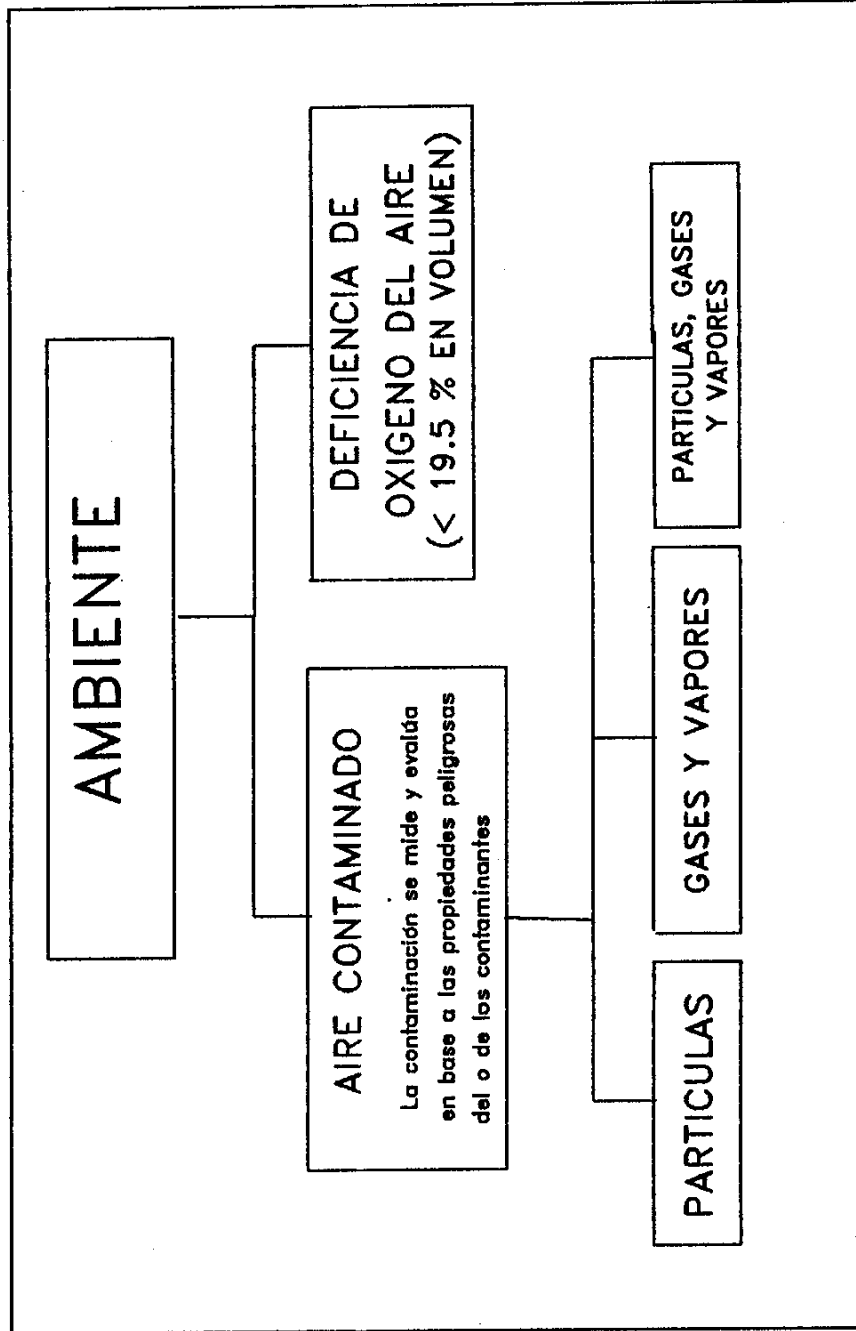 AMBIENTE
AIRE CONTAMINADO
La contaminación se mide y evalúa
en base a las propiedades peligrosas
del o de los contaminantes
DEFICIENCIA DE
OXIGENO DEL AIRE
(< 19.5 % EN VOLUMEN)
PARTICULAS
GASES Y VAPORES
PARTICULAS, GASES
Y VAPORES